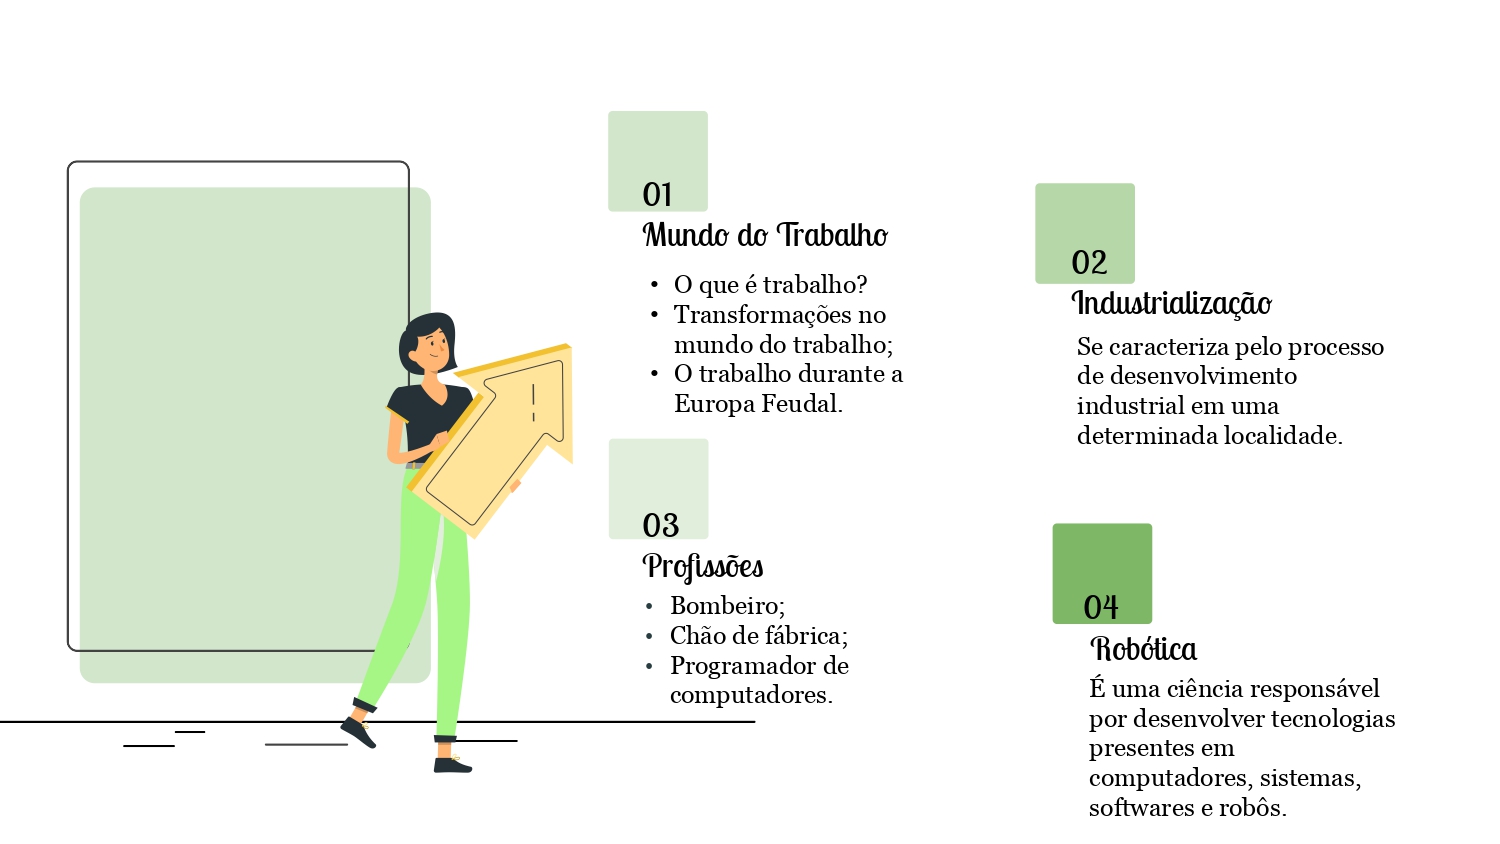 01
Mundo do Trabalho
• O que é trabalho?
• Transformações no
mundo do trabalho;
• O trabalho durante a
Europa Feudal.
02
Industrialização
Se caracteriza pelo processo
de desenvolvimento
industrial em uma
determinada localidade.
03
Profissões
• Bombeiro;
• Chão de fábrica;
• Programador de
computadores.
04
Robótica
É uma ciência responsável
por desenvolver tecnologias
presentes em
computadores, sistemas,
softwares e robôs.